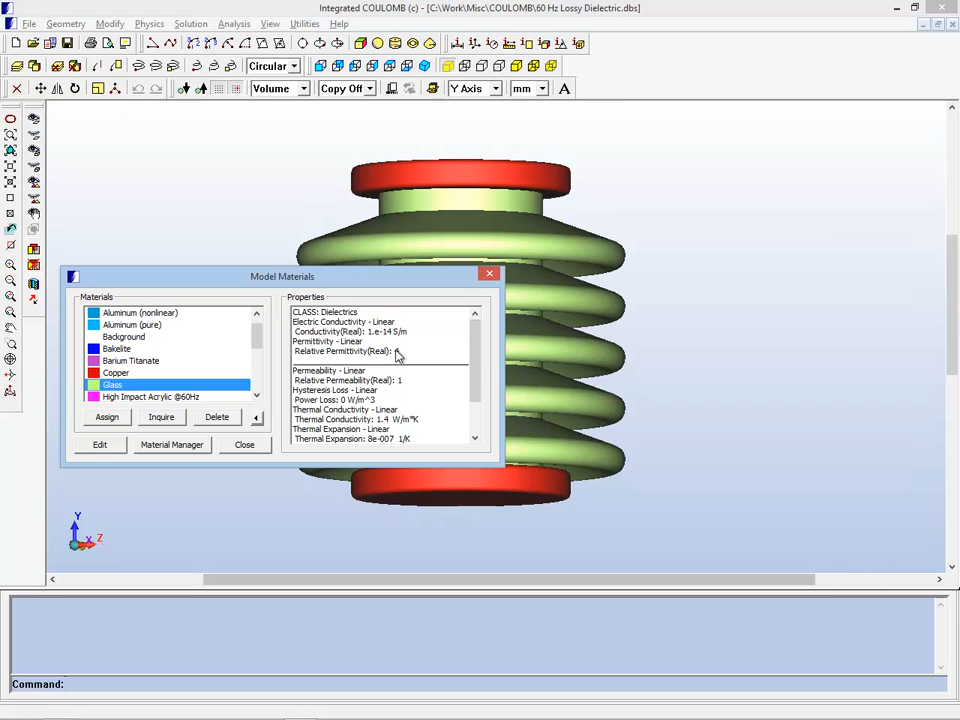 Integrated COULOMB (c) - [C:\Work\Misc\COULOMB\60 Hz Lossy Dielectric.dbs]
File Geometry Modify Physics Solution Analysis View Utilities Help
Circular
Volume Copy Off Y Axis mm A
Model Materials
Materials
Aluminum (nonlinear)
Aluminum (pure)
Background
Bakelite
Barium Titanate
Copper
Glass
High Impact Acrylic @60Hz
Assign Inquire Delete
Edit Material Manager Close
Properties
CLASS: Dielectrics
Electric Conductivity - Linear
Conductivity(Real): 1.e-14 S/m
Permittivity - Linear
Relative Permittivity(Real):
Permeability - Linear
Relative Permeability(Real): 1
Hysteresis Loss - Linear
Power Loss: 0 W/m^3
Thermal Conductivity - Linear
Thermal Conductivity: 1.4 W/m*K
Thermal Expansion - Linear
Thermal Expansion: 8e-007 1/K
Y
X
Z
Command: